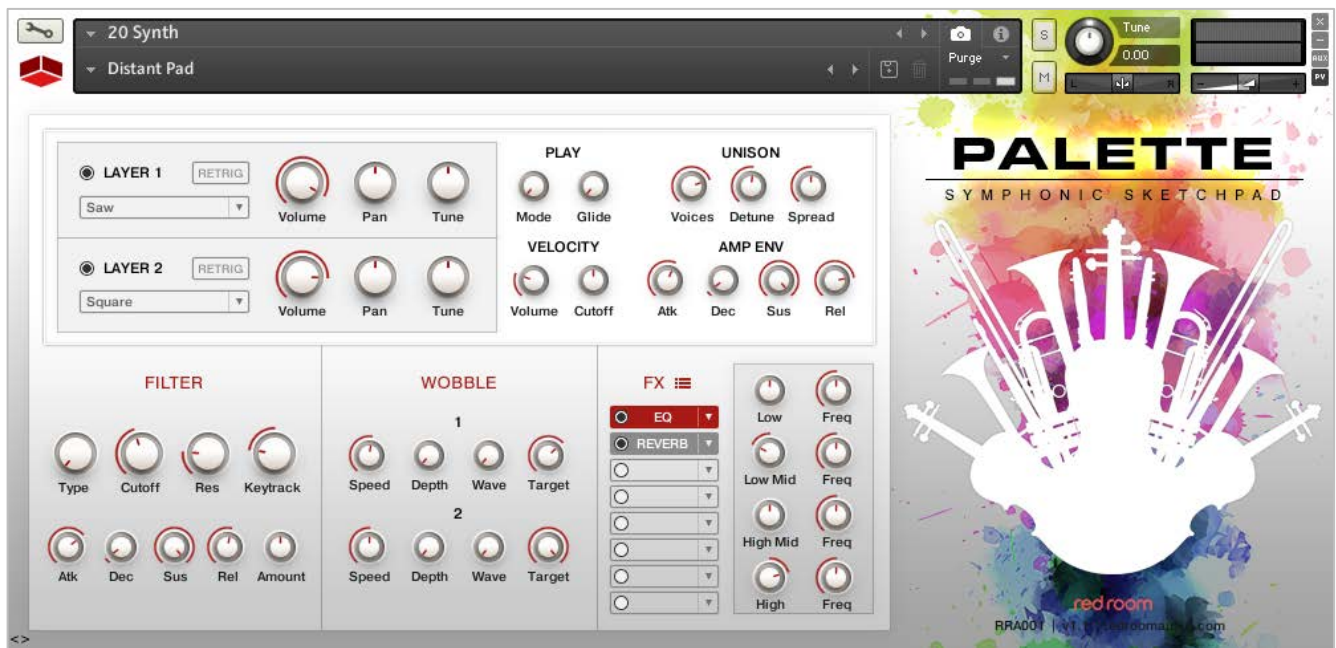 20 Synth
Distant Pad
Purge
S
M
Tune
0.00
L R
- +
x
-
AUX
PV
LAYER 1 RETRIG
Saw
Volume Pan Tune
LAYER 2 RETRIG
Square
Volume Pan Tune
PLAY
Mode Glide
UNISON
Voices Detune Spread
VELOCITY
Volume Cutoff
AMP ENV
Atk Dec Sus Rel
FILTER
Type Cutoff Res Keytrack
Atk Dec Sus Rel Amount
WOBBLE
1
Speed Depth Wave Target
2
Speed Depth Wave Target
FX
EQ
REVERB
Low Freq
Low Mid Freq
High Mid Freq
High Freq
PALETTE
SYMPHONIC SKETCHPAD
red room
RRA001 |
<>